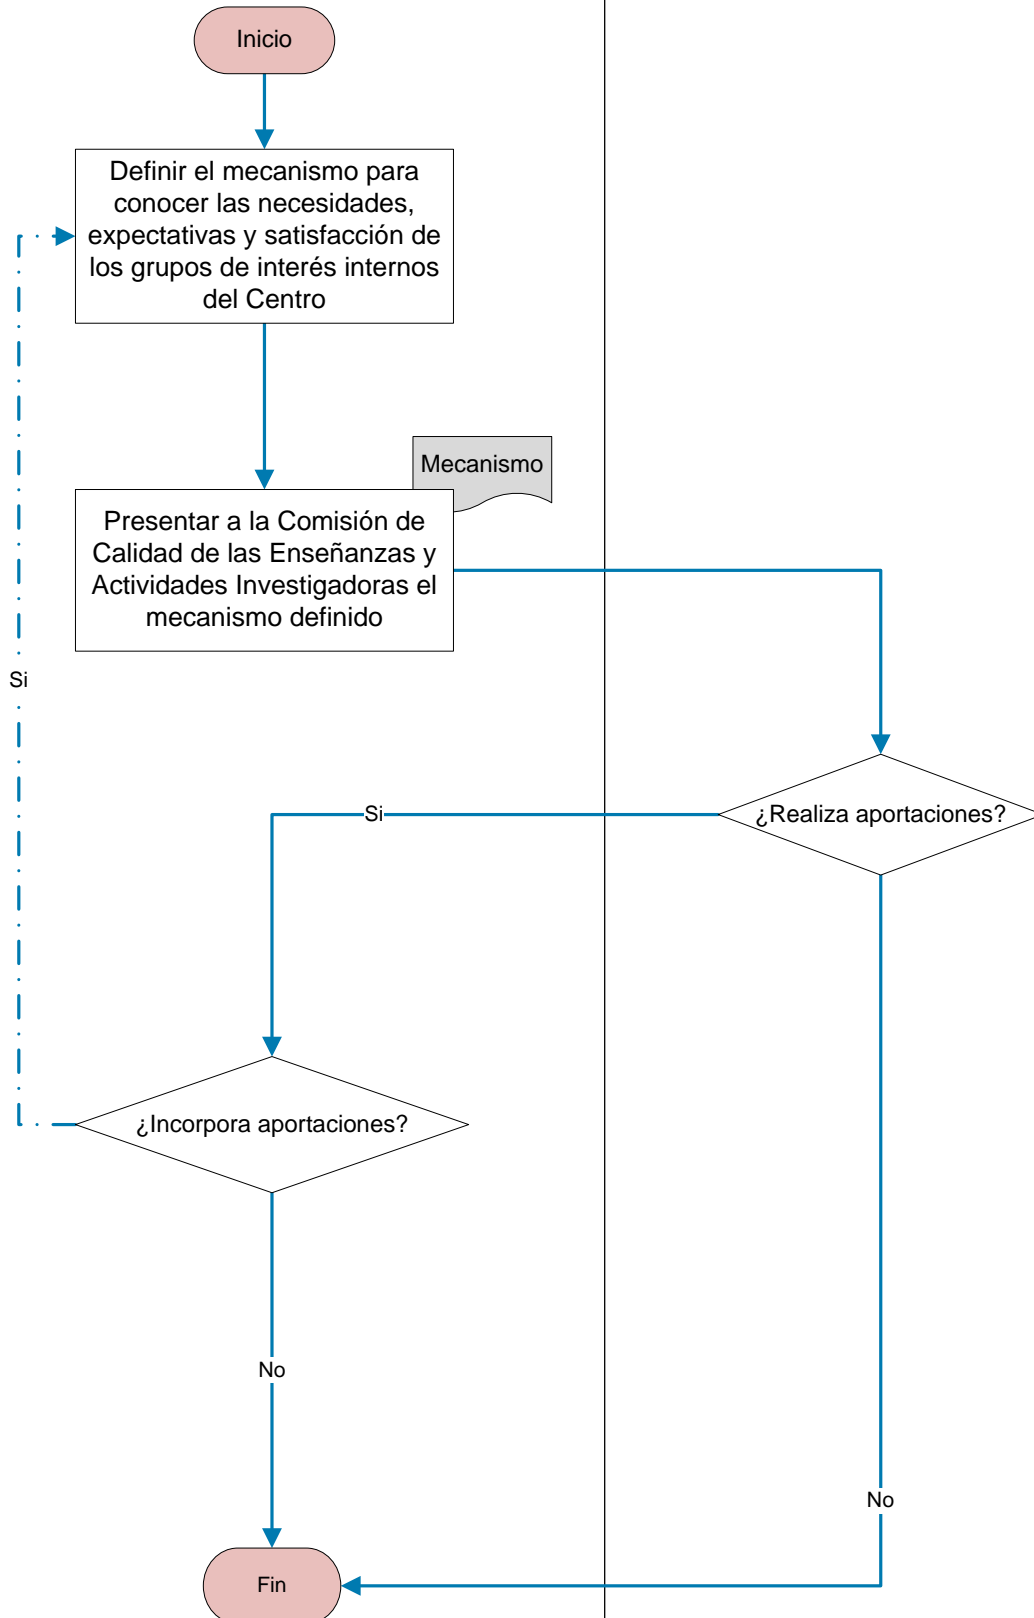 Inicio
Definir el mecanismo para
conocer las necesidades,
expectativas y satisfacción de
los grupos de interés internos
del Centro
Mecanismo
Presentar a la Comisión de
Calidad de las Enseñanzas y
Actividades Investigadoras el
mecanismo definido
Si
¿Realiza aportaciones?
Si
¿Incorpora aportaciones?
No
No
Fin